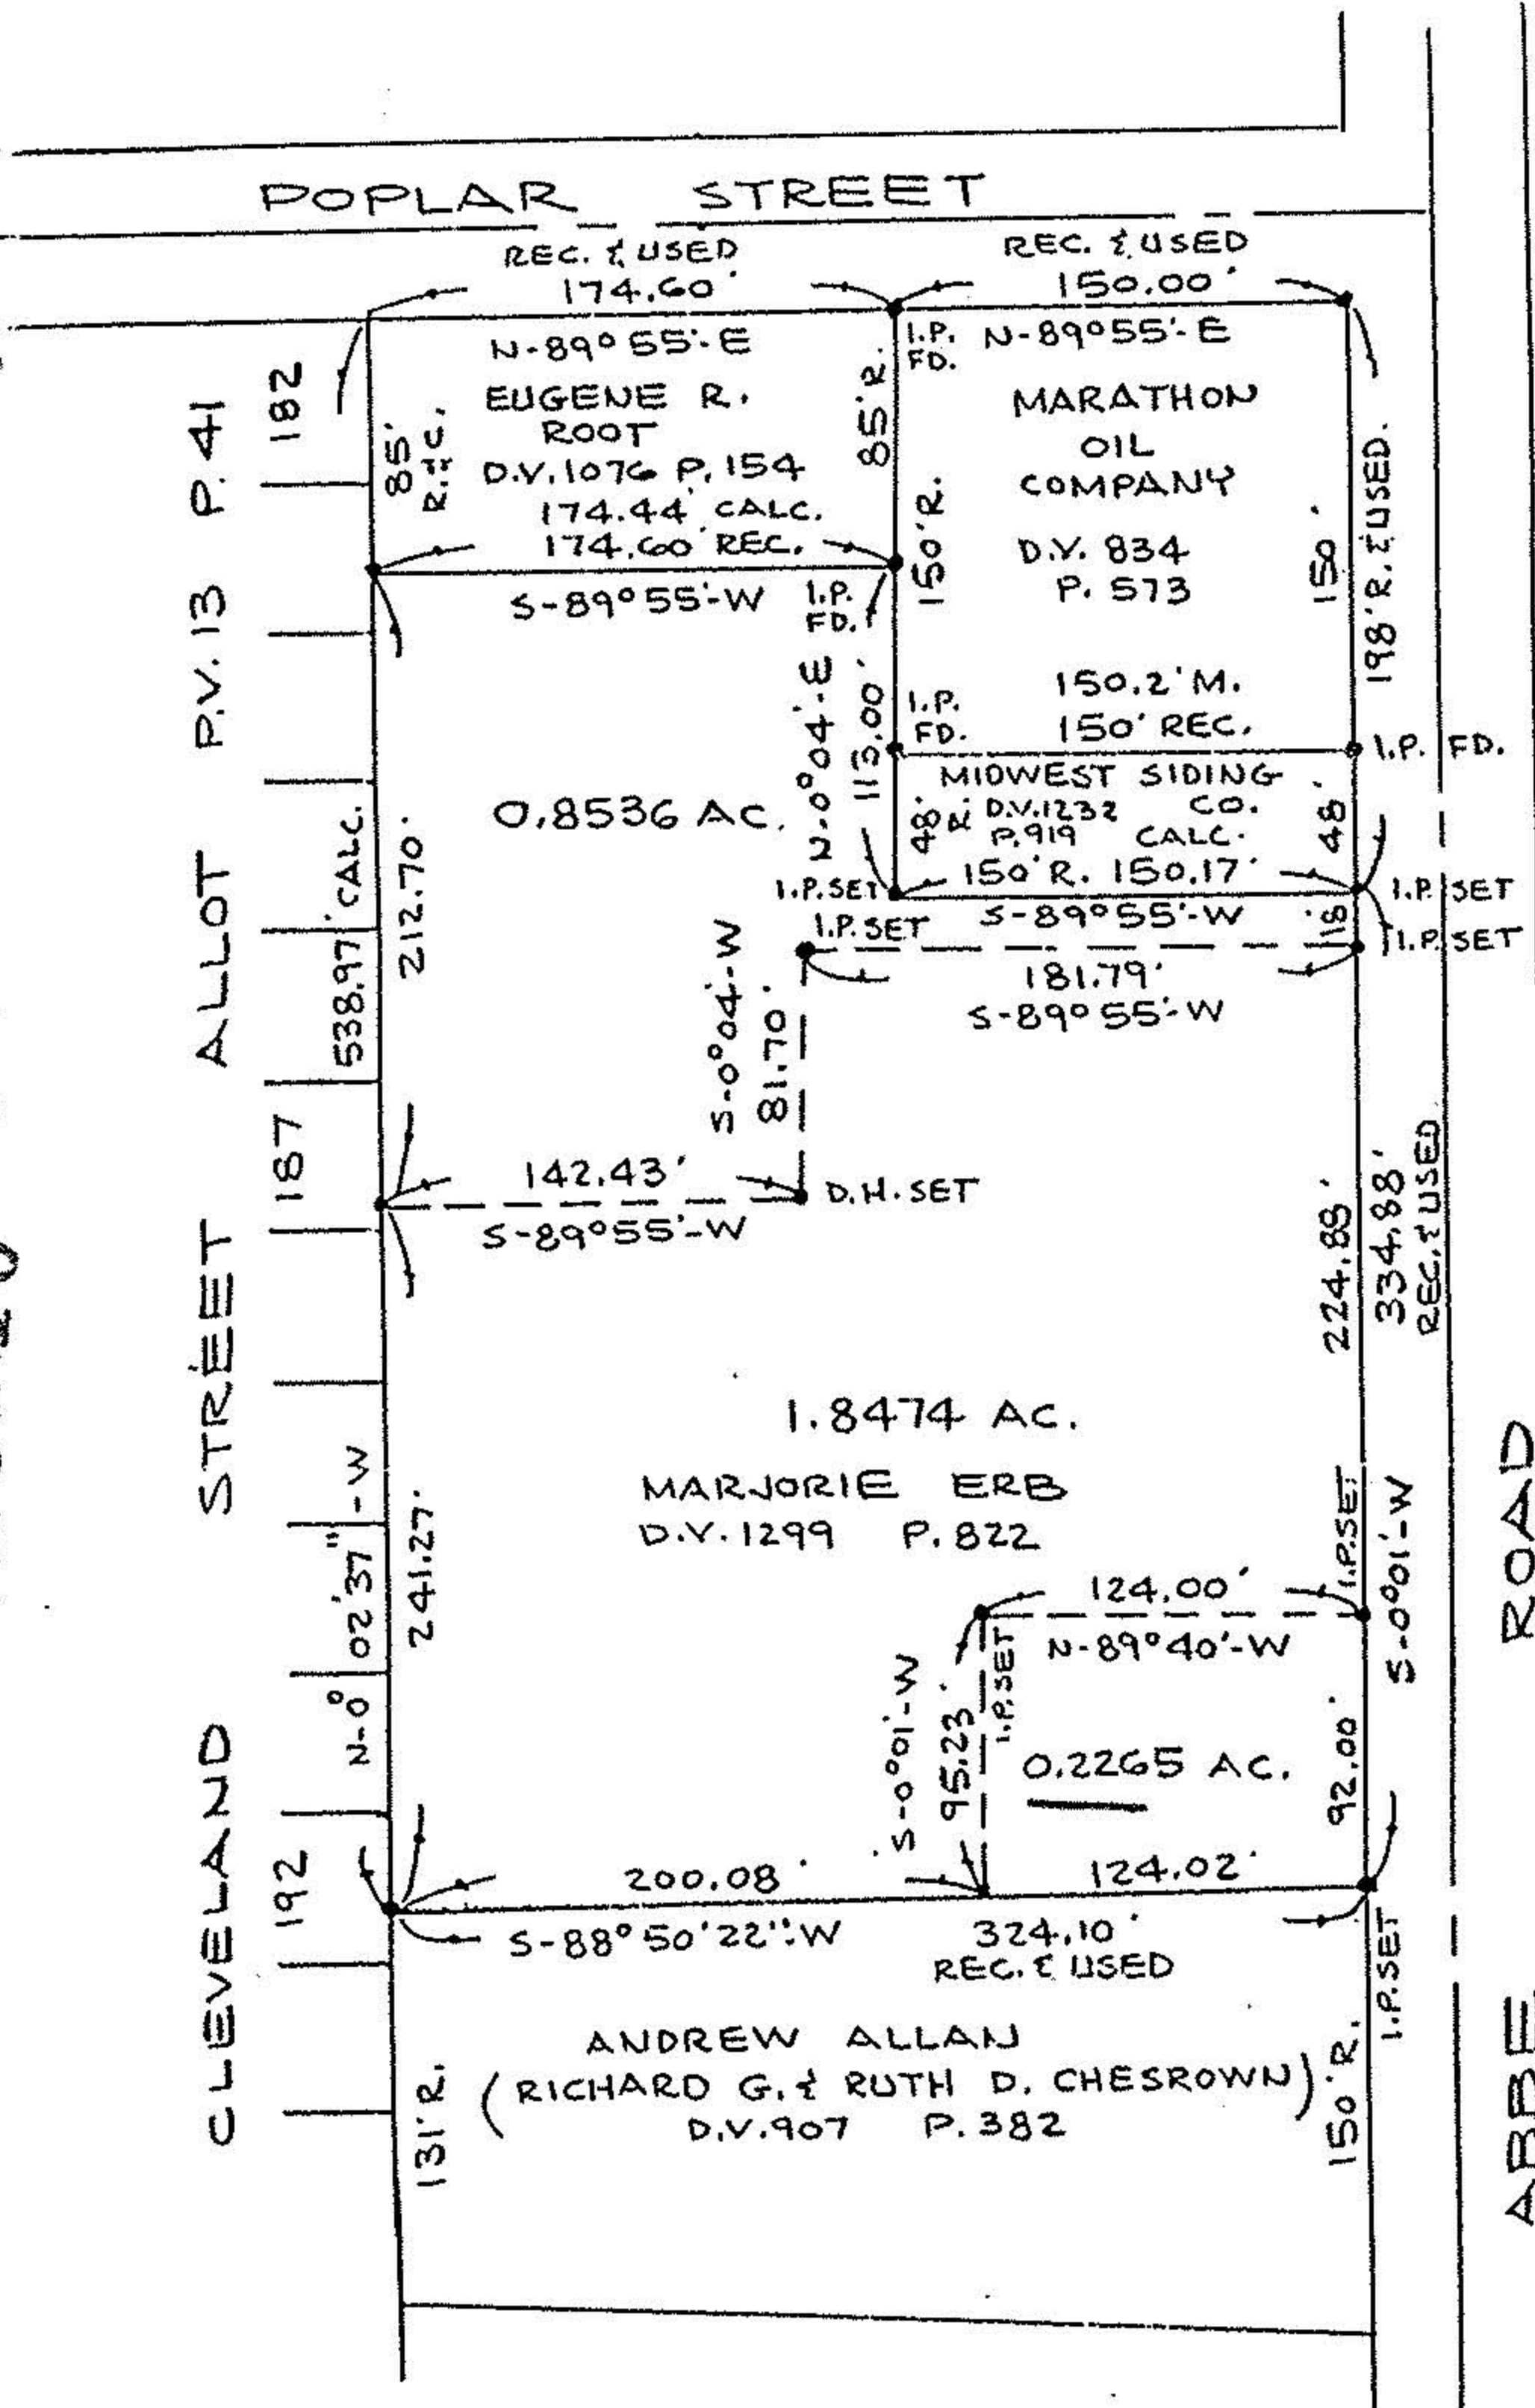 POPLAR STREET
REC. & USED
174.60'
N-89°55'-E
REC. & USED
150.00'
N-89°55'-E
I.P.
FD.
182
85'
R.&C.
EUGENE R.
ROOT
D.V. 1076 P. 154
174.44' CALC.
174.60' REC.
S-89°55'-W
I.P.
FD.
85' R.
150' R.
MARATHON
OIL
COMPANY
D.V. 834
P. 573
150'
198' R. & USED.
I.P.
FD.
150.2' M.
150' REC.
I.P. FD.
N-0°04'-E
113.00'
MIDWEST SIDING
CO.
D.V. 1232
P. 919
CALC.
48' R.
48'
150' R. 150.17'
S-89°55'-W
I.P. SET
I.P. SET
18'
I.P. SET
I.P. SET
181.79'
S-89°55'-W
0.8536 AC.
212.70'
538.97' CALC.
S-0°04'-W
81.70'
187
142.43'
S-89°55'-W
D.H. SET
224.88'
334.88'
REC. & USED
1.8474 AC.
MARJORIE ERB
D.V. 1299 P. 822
N-0°02'37"-W
241.27'
I.P. SET
S-0°01'-W
124.00'
N-89°40'-W
S-0°01'-W
95.23'
I.P. SET
0.2265 AC.
92.00'
192
200.08'
124.02'
S-88°50'22"-W
324.10'
REC. & USED
I.P. SET
ANDREW ALLAN
(RICHARD G. & RUTH D. CHESROWN)
D.V. 907 P. 382
131' R.
150' R.
CLEVELAND STREET ALLOT P.V. 13 P. 41
ABBE ROAD